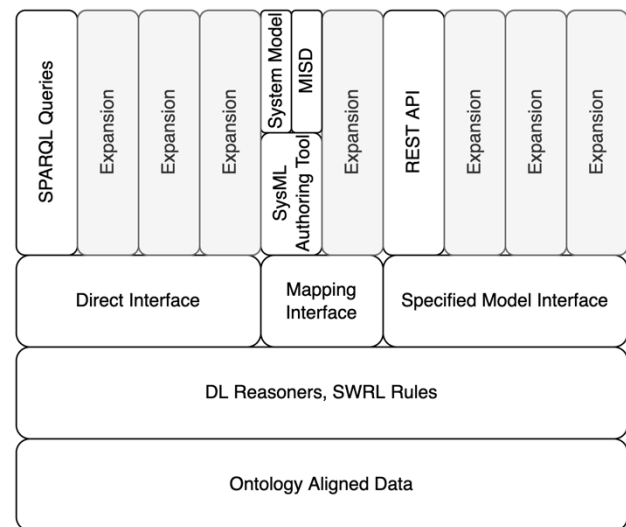 SPARQL Queries
Expansion
Expansion
Expansion
System Model
MISD
SysML
Authoring Tool
Expansion
REST API
Expansion
Expansion
Expansion
Direct Interface
Mapping
Interface
Specified Model Interface
DL Reasoners, SWRL Rules
Ontology Aligned Data